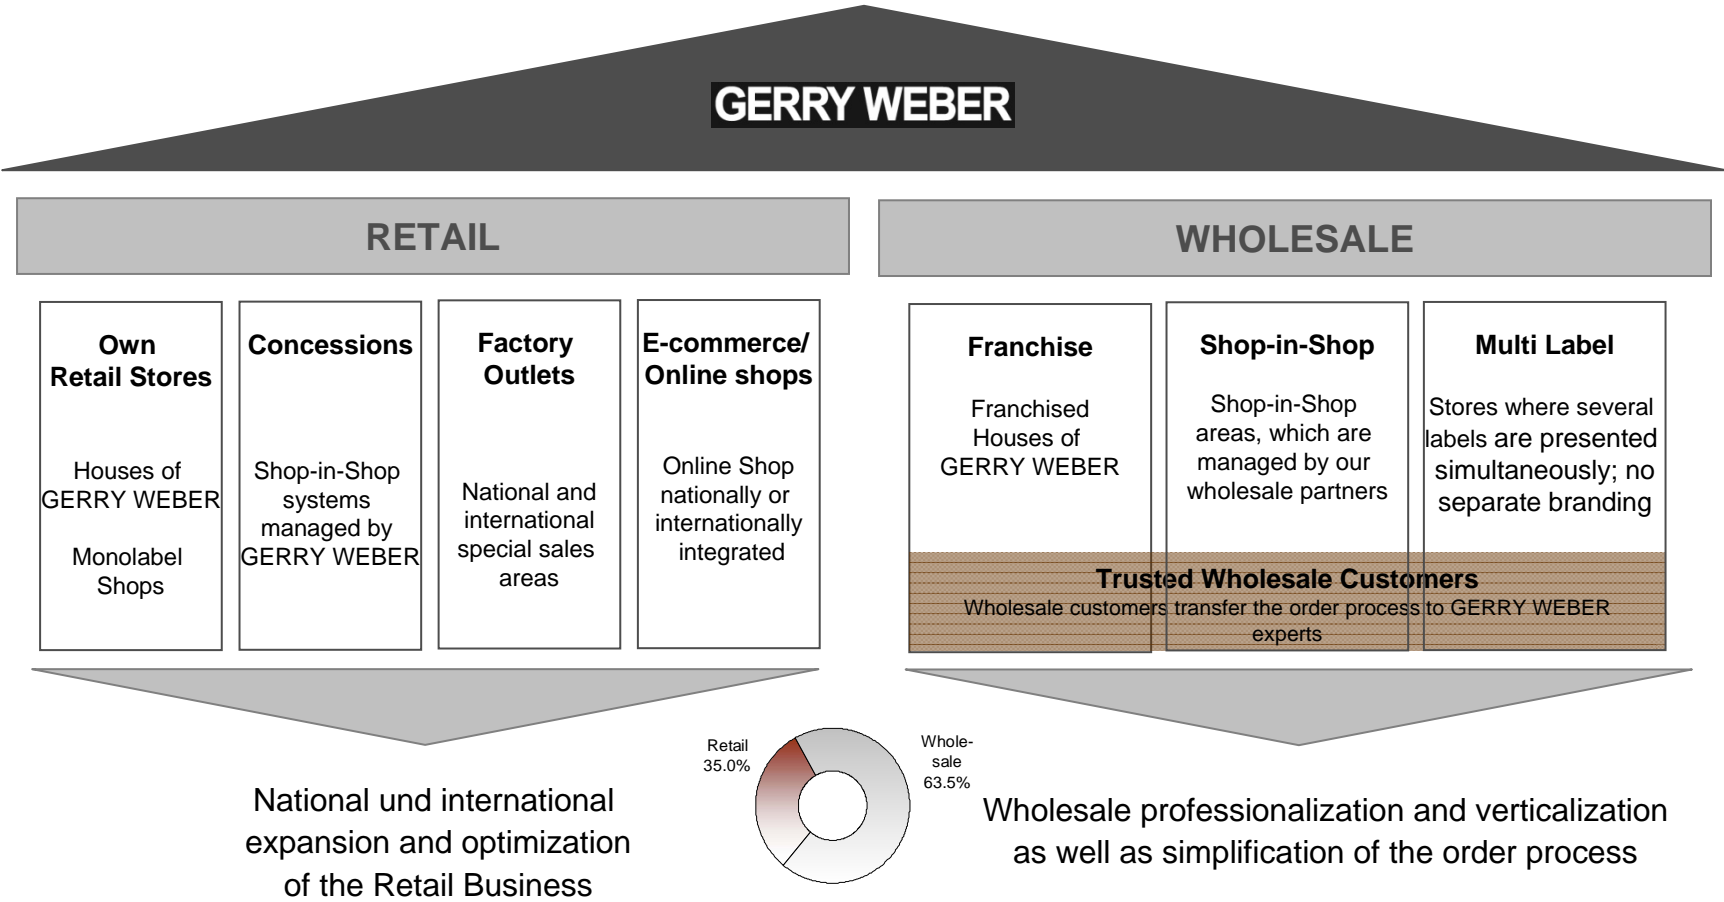 GERRY WEBER
RETAIL
Own
Retail Stores
Houses of
GERRY WEBER
Monolabel
Shops
Concessions
Shop-in-Shop
systems
managed by
GERRY WEBER
Factory
Outlets
National and
international
special sales
areas
E-commerce/
Online shops
Online Shop
nationally or
internationally
integrated
WHOLESALE
Franchise
Franchised
Houses of
GERRY WEBER
Shop-in-Shop
Shop-in-Shop
areas, which are
managed by our
wholesale partners
Multi Label
Stores where several
labels are presented
simultaneously; no
separate branding
Trusted Wholesale Customers
Wholesale customers transfer the order process to GERRY WEBER
experts
National und international
expansion and optimization
of the Retail Business
Retail
35.0%
Whole-
sale
63.5%
Wholesale professionalization and verticalization
as well as simplification of the order process